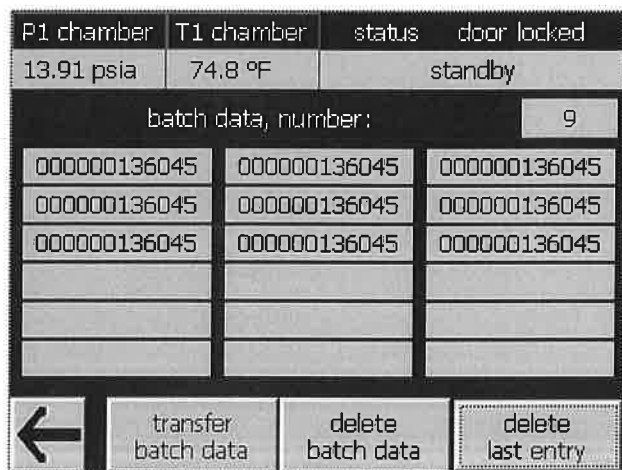 P1 chamber T1 chamber status door locked
13.91 psia 74.8 ºF standby
batch data, number: 9
000000136045 000000136045 000000136045
000000136045 000000136045 000000136045
000000136045 000000136045 000000136045
transfer delete delete
batch data batch data last entry